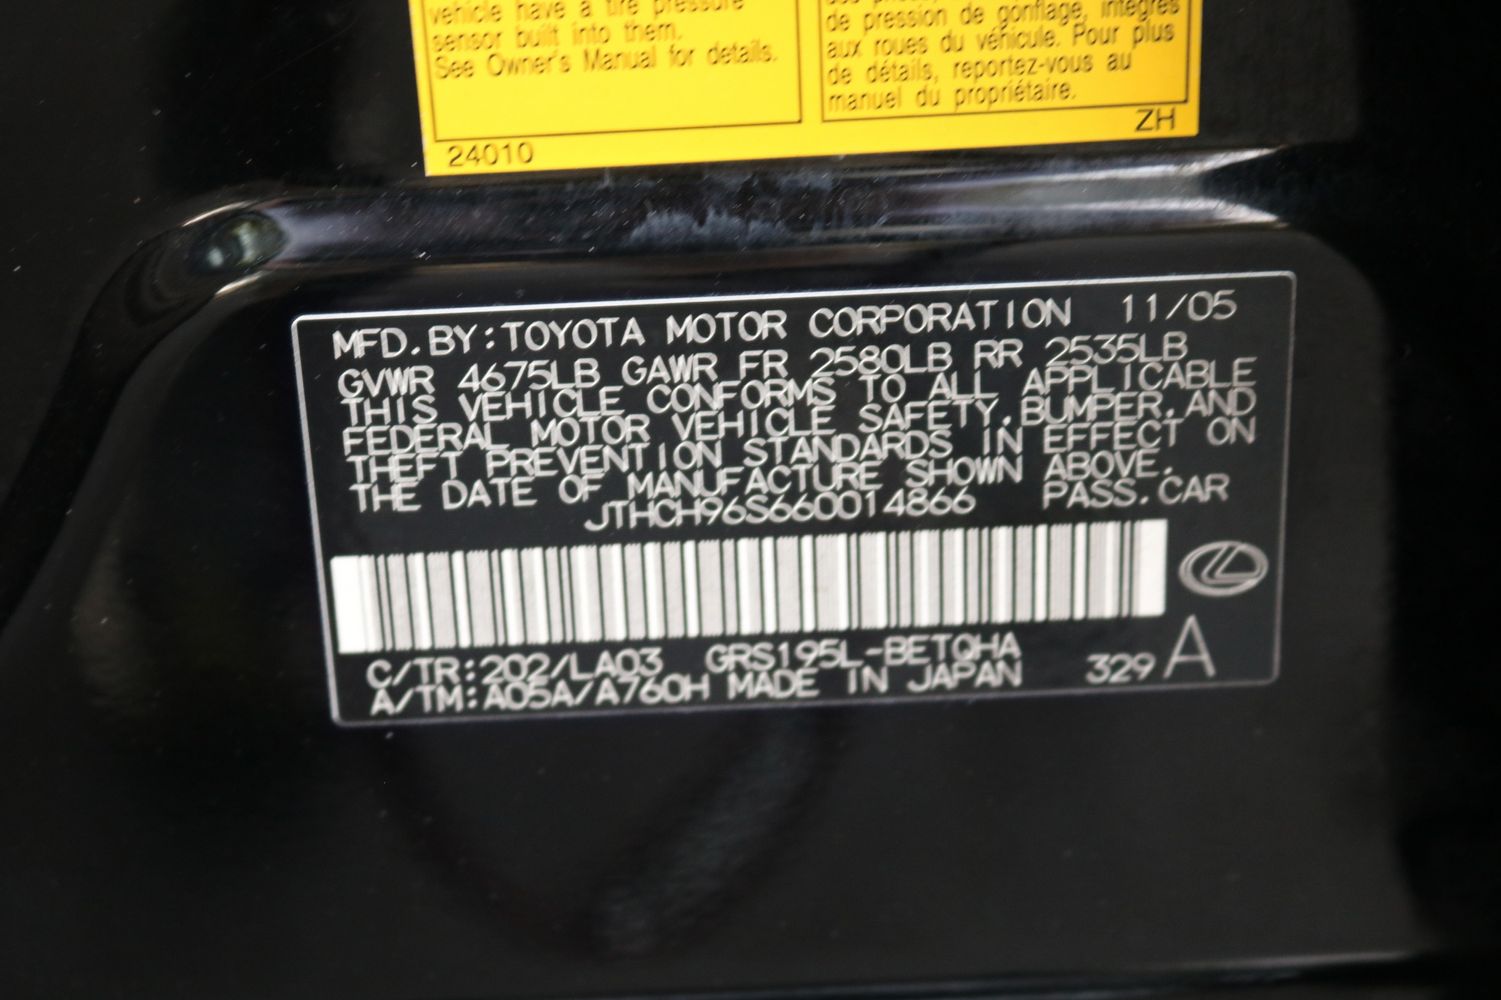 vehicle have a tire pressure
sensor built into them.
See Owner's Manual for details.
de pression de gonflage, intégrés
aux roues du véhicule. Pour plus
de détails, reportez-vous au
manuel du propriétaire.
ZH
24010
MFD. BY: TOYOTA MOTOR CORPORATION 11/05
GVWR 4675LB GAWR FR 2580LB RR 2535LB
THIS VEHICLE CONFORMS TO ALL APPLICABLE
FEDERAL MOTOR VEHICLE SAFETY, BUMPER, AND
THEFT PREVENTION STANDARDS IN EFFECT ON
THE DATE OF MANUFACTURE SHOWN ABOVE.
JTHCH96S660014866 PASS. CAR
C/TR: 202/LA03 GRS195L-BETQHA
A/TM: A05A/A760H MADE IN JAPAN 329 A